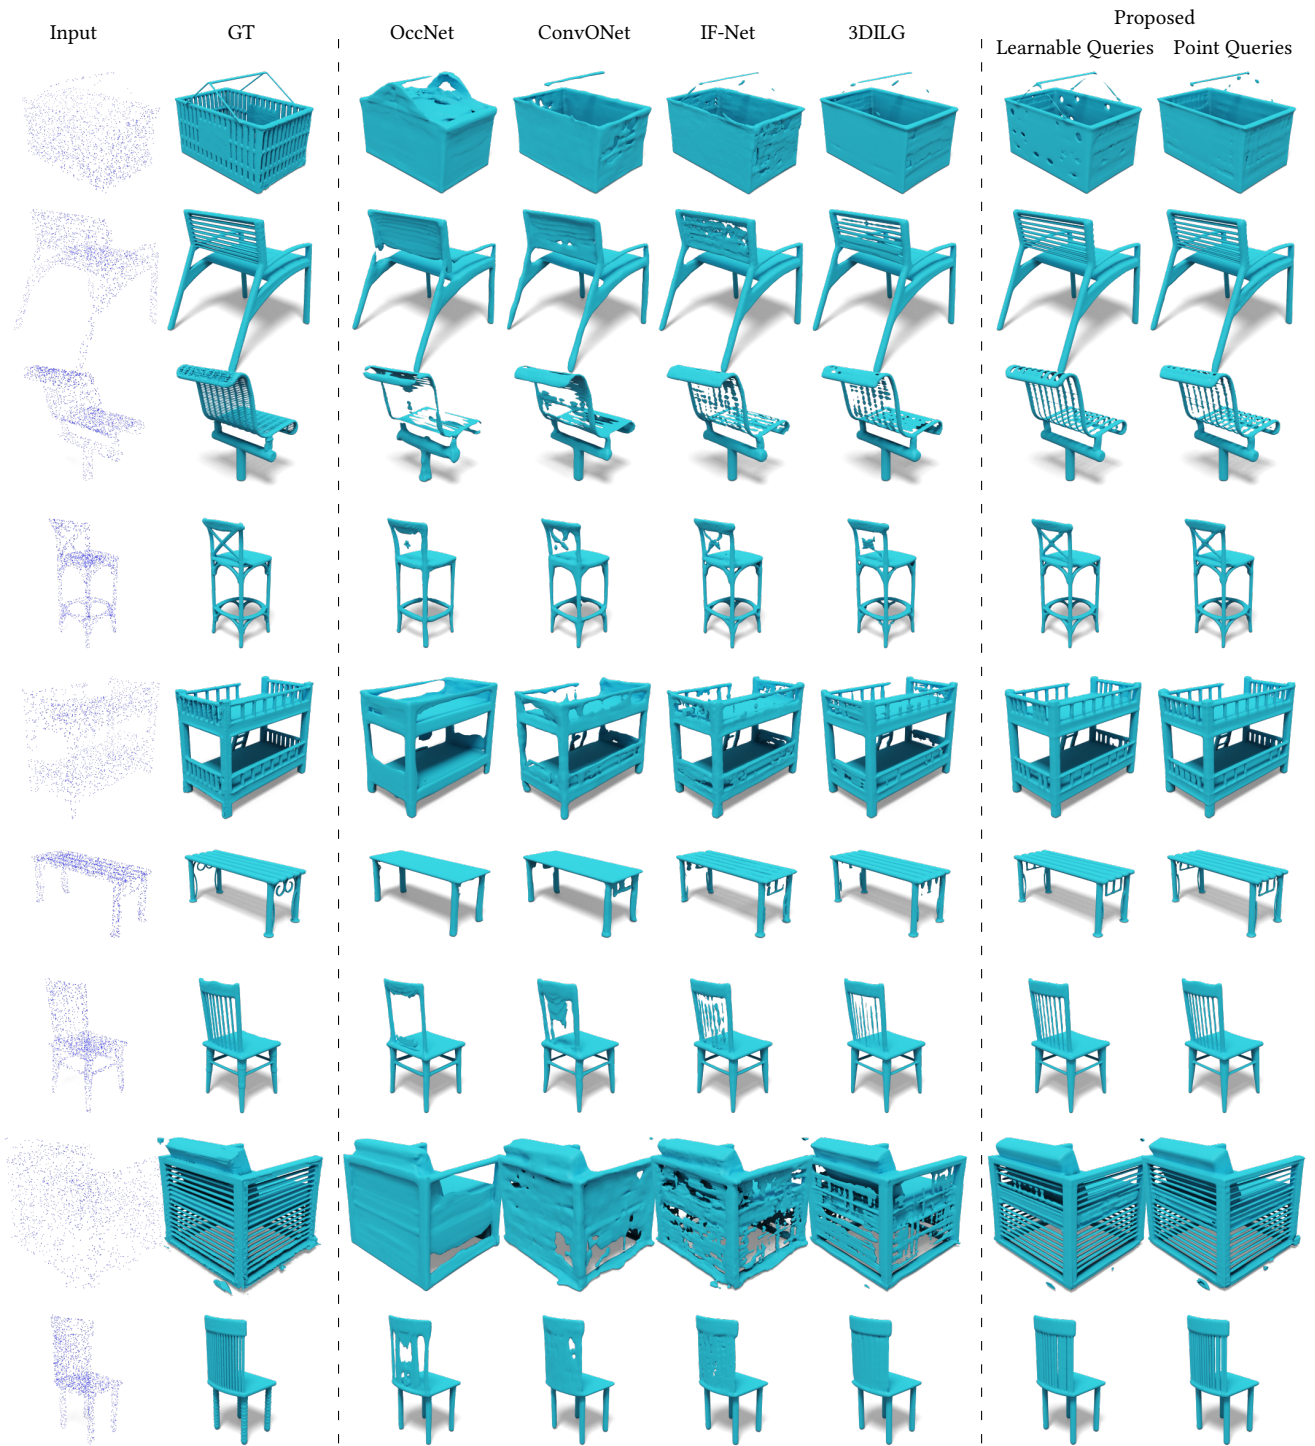 Proposed
Input GT OccNet ConvONet IF-Net 3DILG Learnable Queries Point Queries